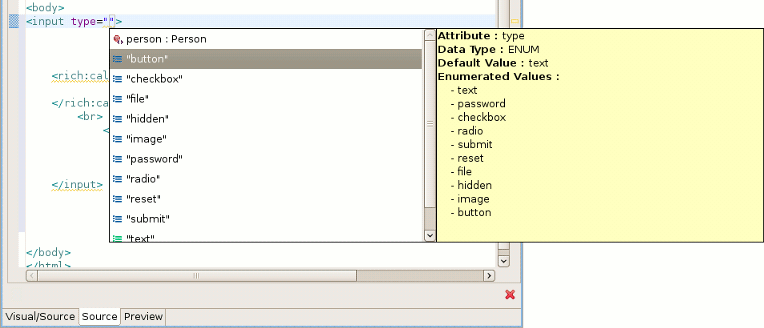 <body>
<input type="">
person : Person
"button"
"checkbox"
"file"
"hidden"
"image"
"password"
"radio"
"reset"
"submit"
"text"
<rich:cal
</rich:ca
<br>
<
</input>
</body>
</html>
Attribute : type
Data Type : ENUM
Default Value : text
Enumerated Values :
- text
- password
- checkbox
- radio
- submit
- reset
- file
- hidden
- image
- button
Visual/Source Source Preview